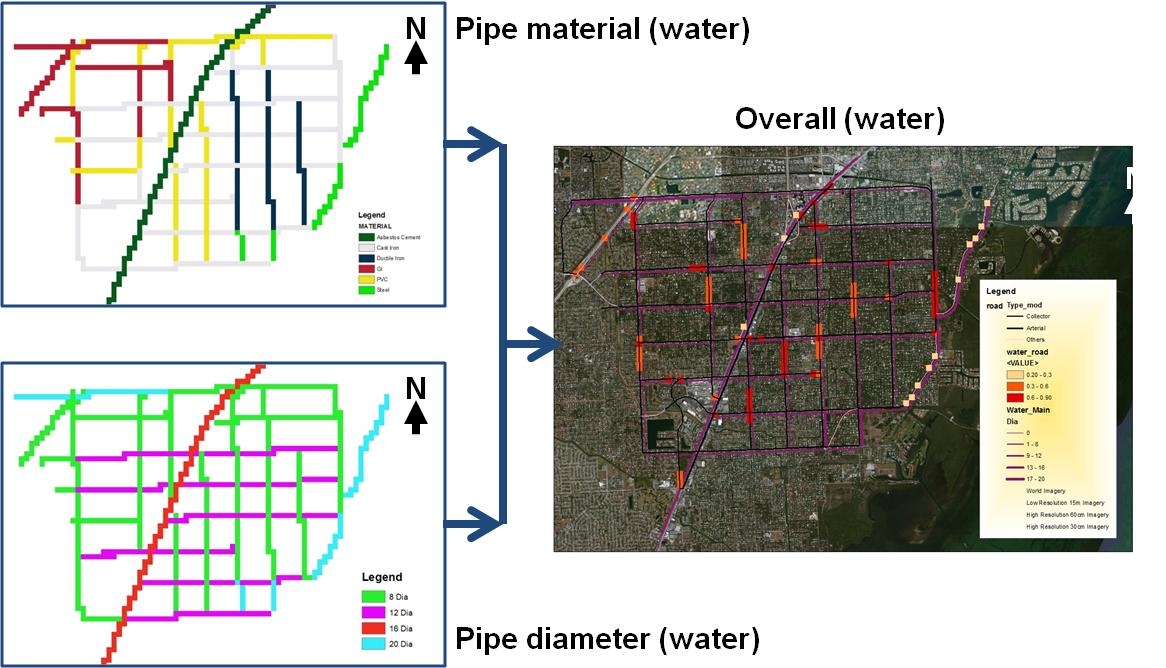 N
Pipe material (water)
Legend
MATERIAL
Asbestos Cement
Cast Iron
Ductile Iron
GI
PVC
Steel
Overall (water)
N
Legend
road Type_mod
Collector
Arterial
Others
water_road
<VALUE>
0.20 - 0.3
0.3 - 0.6
0.6 - 0.90
Water_Main
Dia
0
1 - 8
9 - 12
13 - 16
17 - 20
World Imagery
Low Resolution 15m Imagery
High Resolution 60cm Imagery
High Resolution 30cm Imagery
N
Legend
8 Dia
12 Dia
16 Dia
20 Dia
Pipe diameter (water)